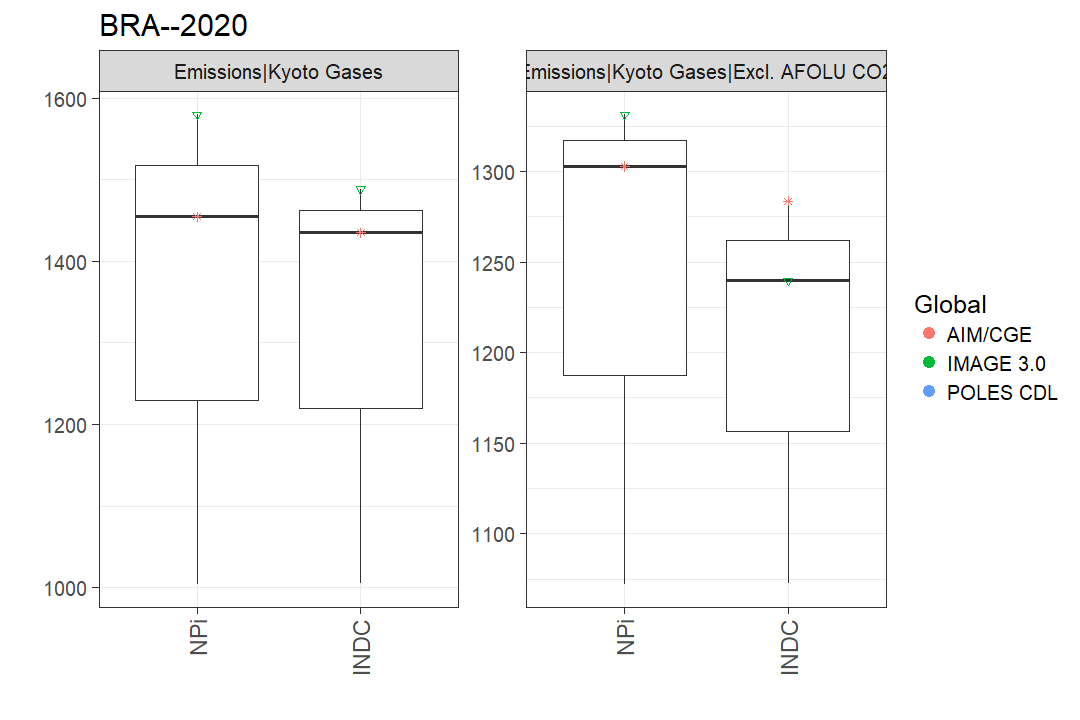 BRA--2020
Emissions|Kyoto Gases
Emissions|Kyoto Gases|Excl. AFOLU CO2
1600
1400
1200
1000
1300
1250
1200
1150
1100
NPi
INDC
NPi
INDC
Global
AIM/CGE
IMAGE 3.0
POLES CDL